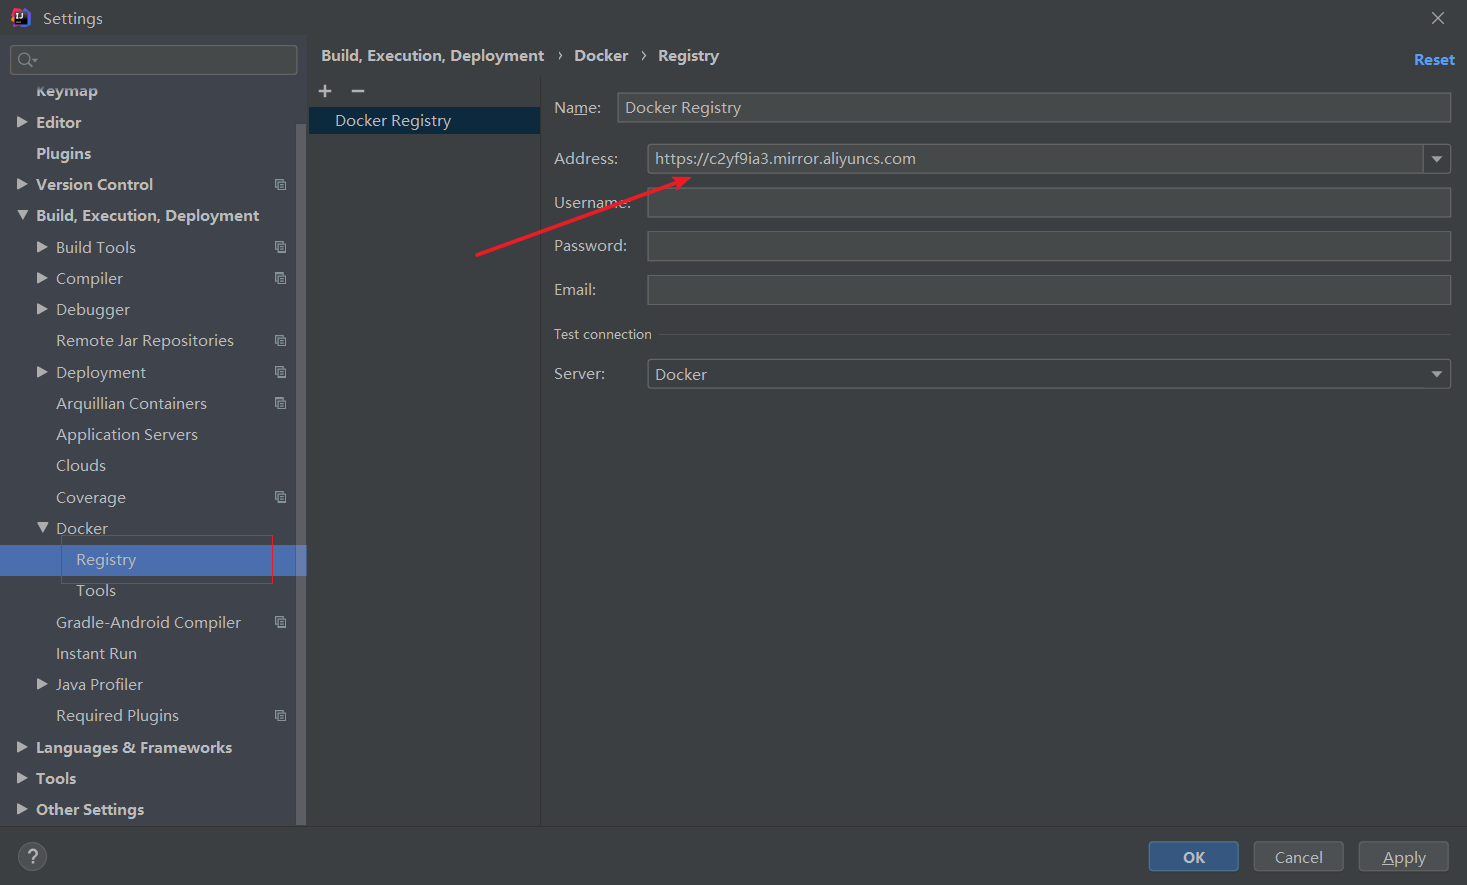 Settings
Keymap
Editor
Plugins
Version Control
Build, Execution, Deployment
Build Tools
Compiler
Debugger
Remote Jar Repositories
Deployment
Arquillian Containers
Application Servers
Clouds
Coverage
Docker
Registry
Tools
Gradle-Android Compiler
Instant Run
Java Profiler
Required Plugins
Languages & Frameworks
Tools
Other Settings
?
Build, Execution, Deployment › Docker › Registry
Reset
Docker Registry
Name: Docker Registry
Address: https://c2yf9ia3.mirror.aliyuncs.com
Username:
Password:
Email:
Test connection
Server: Docker
OK
Cancel
Apply